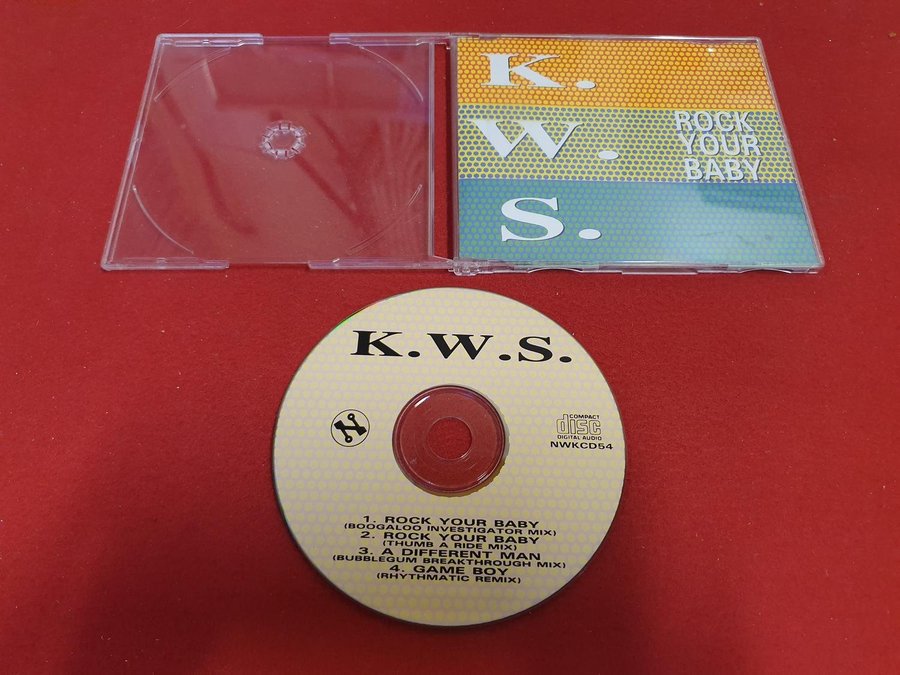 K.
W.
S.
ROCK
YOUR
BABY
K.W.S.
COMPACT
disc
DIGITAL AUDIO
NWKCD54
1. ROCK YOUR BABY
(BOOGALOO INVESTIGATOR MIX)
2. ROCK YOUR BABY
(THUMB A RIDE MIX)
3. A DIFFERENT MAN
(BUBBLEGUM BREAKTHROUGH MIX)
4. GAME BOY
(RHYTHMATIC REMIX)